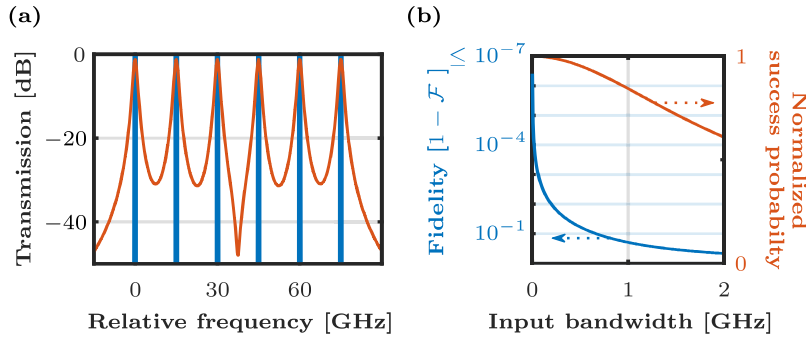 (a)
Transmission [dB]
0
−20
−40
0
30
60
Relative frequency [GHz]
(b)
Fidelity [1 − F ]
≤ 10⁻⁷
10⁻⁴
10⁻¹
0
1
2
Input bandwidth [GHz]
1
0
Normalized
success probabilty